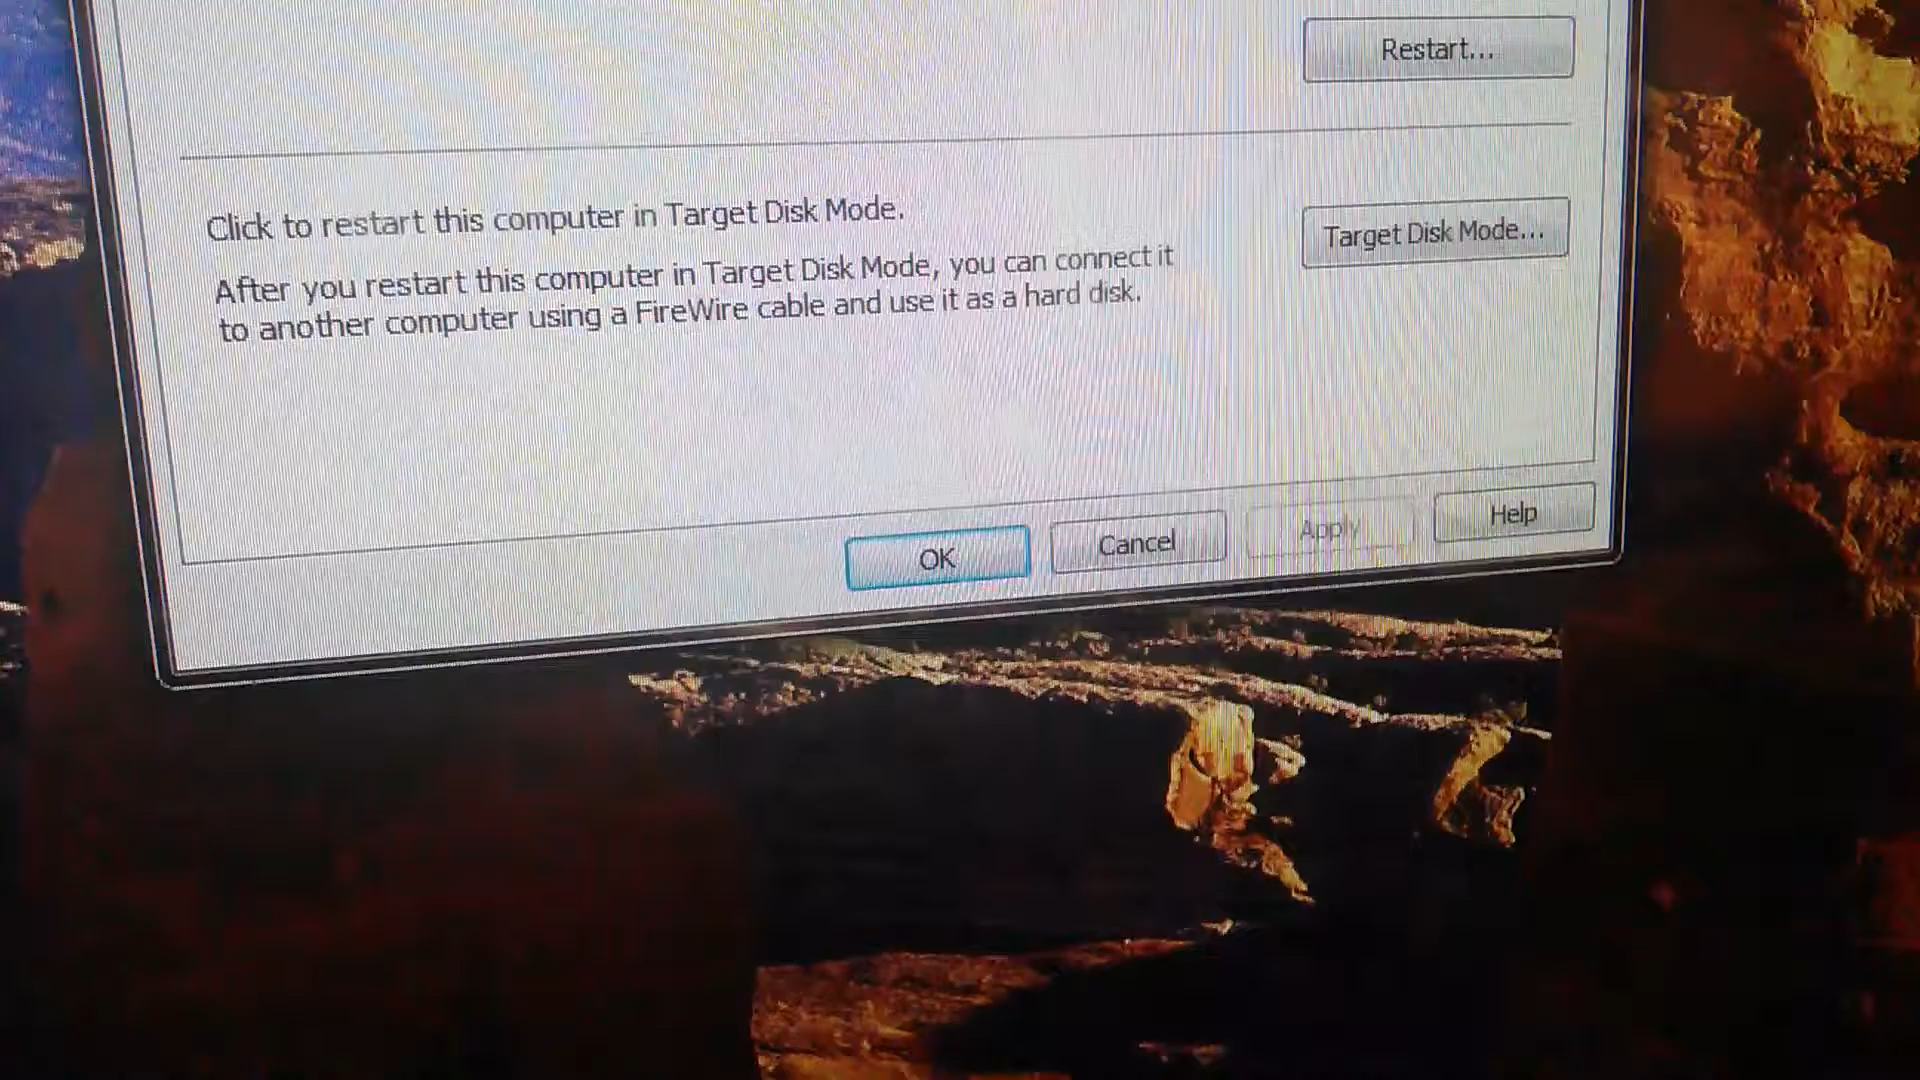 Restart...
Click to restart this computer in Target Disk Mode.
Target Disk Mode...
After you restart this computer in Target Disk Mode, you can connect it
to another computer using a FireWire cable and use it as a hard disk.
OK
Cancel
Apply
Help